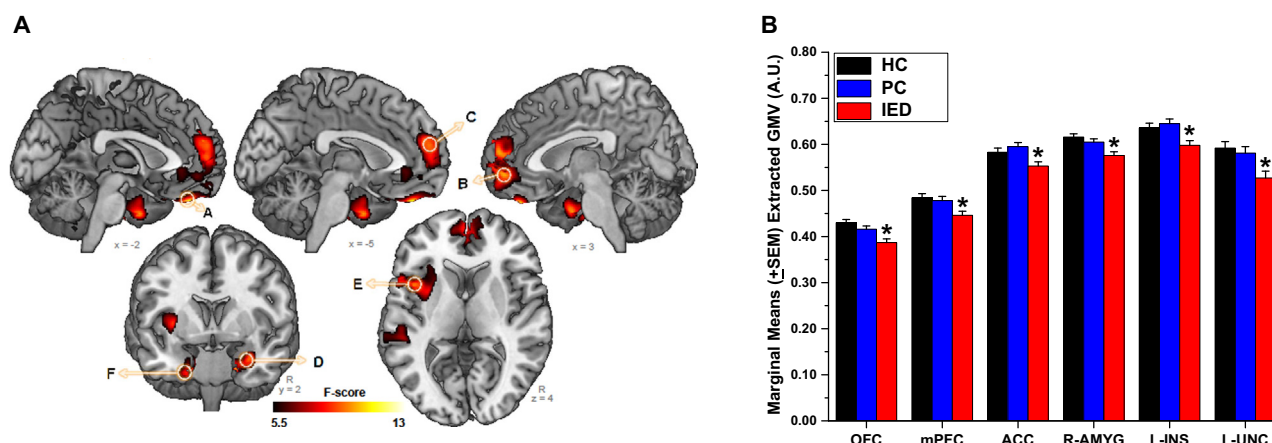 A
B
C
B
A
x = -2
x = -5
x = 3
E
F
D
R
y = 2
R
z = 4
F-score
5.5
13
Marginal Means (±SEM) Extracted GMV (A.U.)
0.80
0.70
0.60
0.50
0.40
0.30
0.20
0.10
0.00
HC
PC
IED
*
*
*
*
*
*
OFC
mPFC
ACC
R-AMYG
L-INS
L-UNC